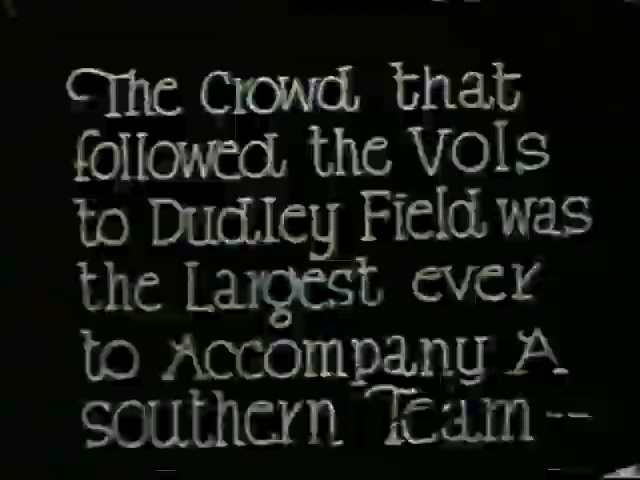 The Crowd that
followed the Vols
to Dudley Field was
the Largest ever
to Accompany A
southern Team--